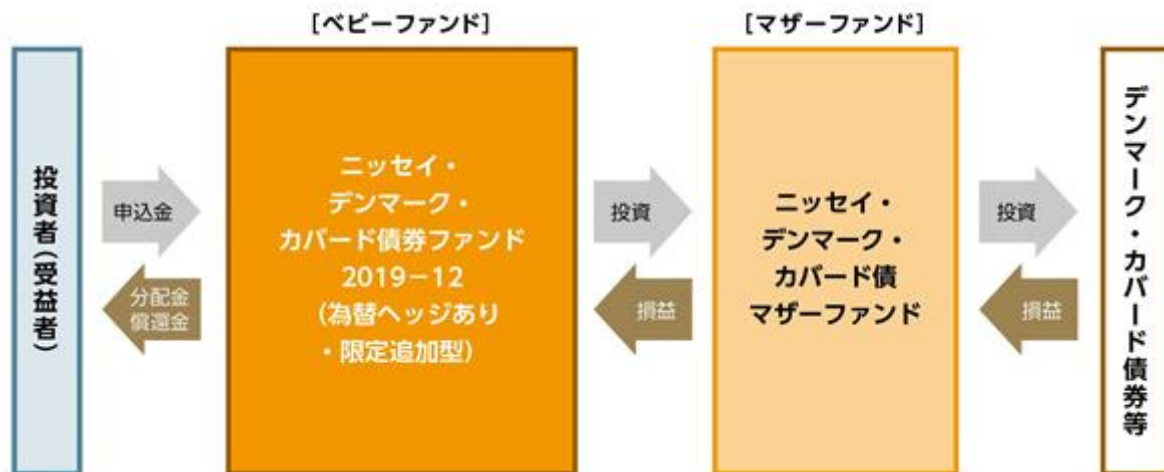 [ベビーファンド]
[マザーファンド]
投資者（受益者）
申込金
分配金
償還金
ニッセイ・
デンマーク・
カバード債券ファンド
2019－12
（為替ヘッジあり
・限定追加型）
投資
損益
ニッセイ・
デンマーク・
カバード債
マザーファンド
投資
損益
デンマーク・カバード債券等